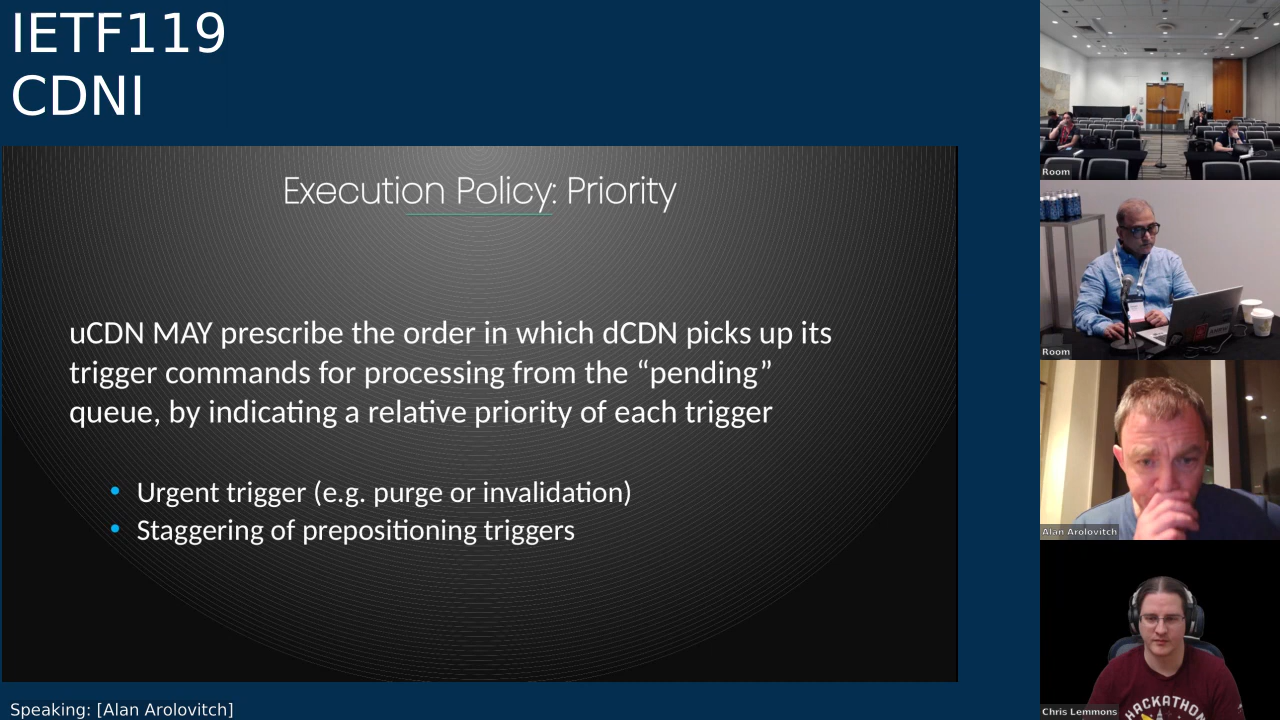 IETF119
CDNI
Execution Policy: Priority
uCDN MAY prescribe the order in which dCDN picks up its
trigger commands for processing from the “pending”
queue, by indicating a relative priority of each trigger
• Urgent trigger (e.g. purge or invalidation)
• Staggering of prepositioning triggers
Speaking: [Alan Arolovitch]
Room
Room
Alan Arolovitch
Chris Lemmons
HACKATHON